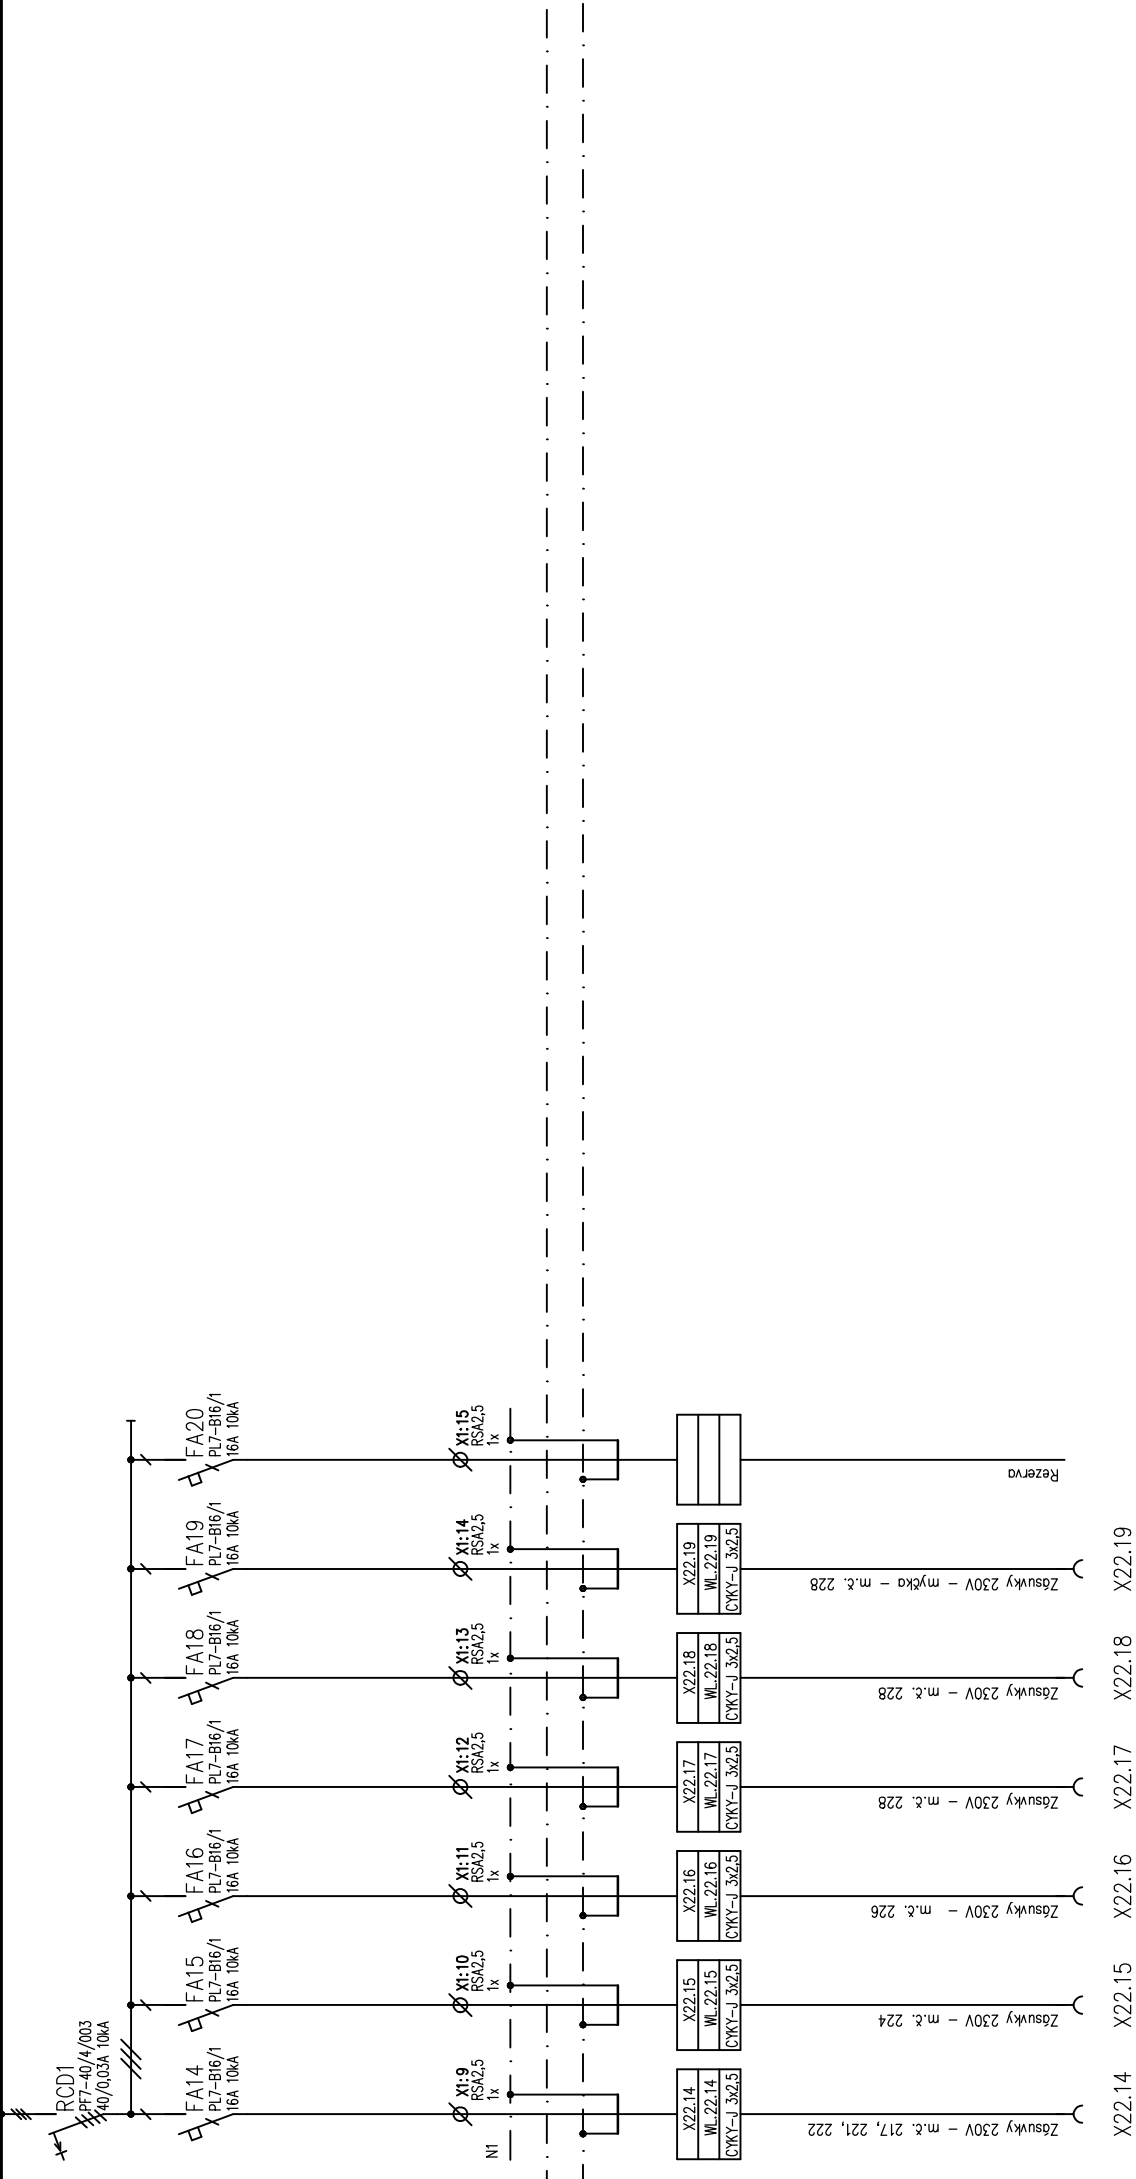 RCD1
PF7-40/4/003
40/0,03A 10kA
FA14
PL7-B16/1
16A 10kA
X1:9
RSA2,5
1x
N1
X22.14
WL.22.14
CYKY-J 3x2,5
Zásuvky 230V - m.č. 217, 221, 222
X22.14
FA15
PL7-B16/1
16A 10kA
X1:10
RSA2,5
1x
X22.15
WL.22.15
CYKY-J 3x2,5
Zásuvky 230V - m.č. 224
X22.15
FA16
PL7-B16/1
16A 10kA
X1:11
RSA2,5
1x
X22.16
WL.22.16
CYKY-J 3x2,5
Zásuvky 230V - m.č. 226
X22.16
FA17
PL7-B16/1
16A 10kA
X1:12
RSA2,5
1x
X22.17
WL.22.17
CYKY-J 3x2,5
Zásuvky 230V - m.č. 228
X22.17
FA18
PL7-B16/1
16A 10kA
X1:13
RSA2,5
1x
X22.18
WL.22.18
CYKY-J 3x2,5
Zásuvky 230V - m.č. 228
X22.18
FA19
PL7-B16/1
16A 10kA
X1:14
RSA2,5
1x
X22.19
WL.22.19
CYKY-J 3x2,5
Zásuvky 230V - myčka - m.č. 228
X22.19
FA20
PL7-B16/1
16A 10kA
X1:15
RSA2,5
1x
Rezerva